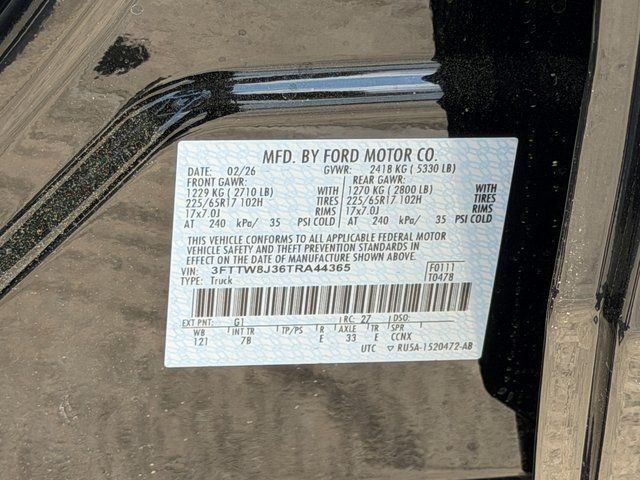 MFD. BY FORD MOTOR CO.
DATE: 02/26 GVWR: 2418 KG ( 5330 LB)
FRONT GAWR: REAR GAWR:
1229 KG ( 2710 LB) WITH 1270 KG ( 2800 LB) WITH
225/65R17 102H TIRES 225/65R17 102H TIRES
17x7.0J RIMS 17x7.0J RIMS
AT 240 kPa/ 35 PSI COLD AT 240 kPa/ 35 PSI COLD
THIS VEHICLE CONFORMS TO ALL APPLICABLE FEDERAL MOTOR
VEHICLE SAFETY AND THEFT PREVENTION STANDARDS IN
EFFECT ON THE DATE OF MANUFACTURE SHOWN ABOVE.
VIN: 3FTTW8J36TRA44365 F0111
TYPE: Truck T0478
EXT PNT: G1 RC: 27 DSO:
WB INT TR TP/PS R AXLE TR SPR
121 7B E 33 E CCNX
UTC ▽ RU5A-1520472-AB